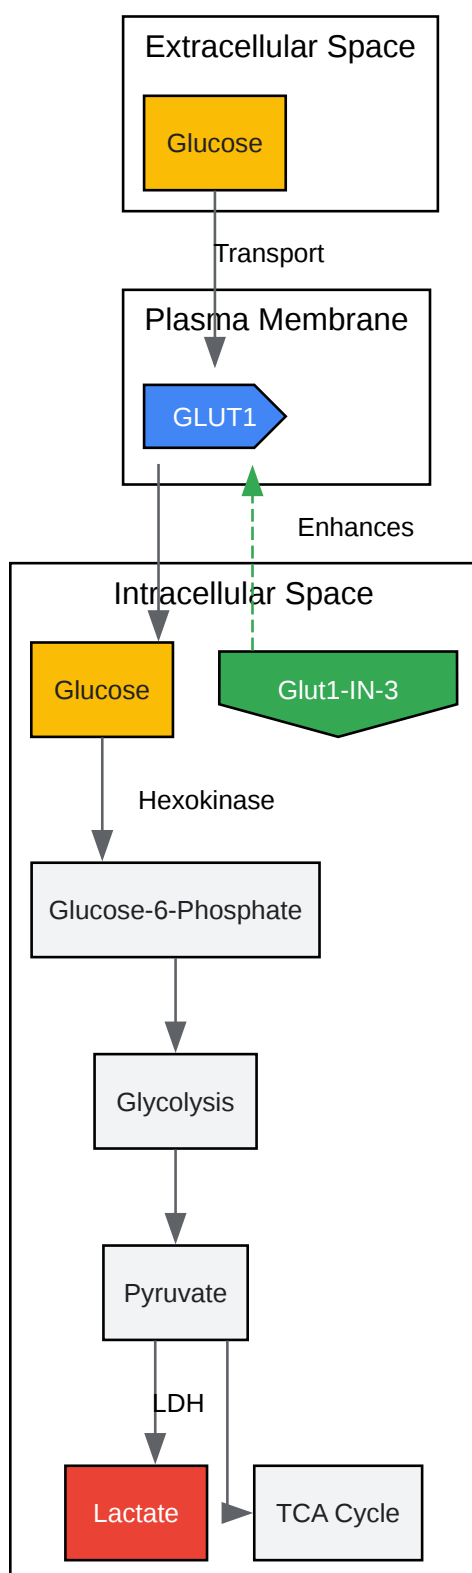 Extracellular Space
Glucose
Transport
Plasma Membrane
GLUT1
Enhances
Intracellular Space
Glucose
Glut1-IN-3
Hexokinase
Glucose-6-Phosphate
Glycolysis
Pyruvate
LDH
Lactate
TCA Cycle